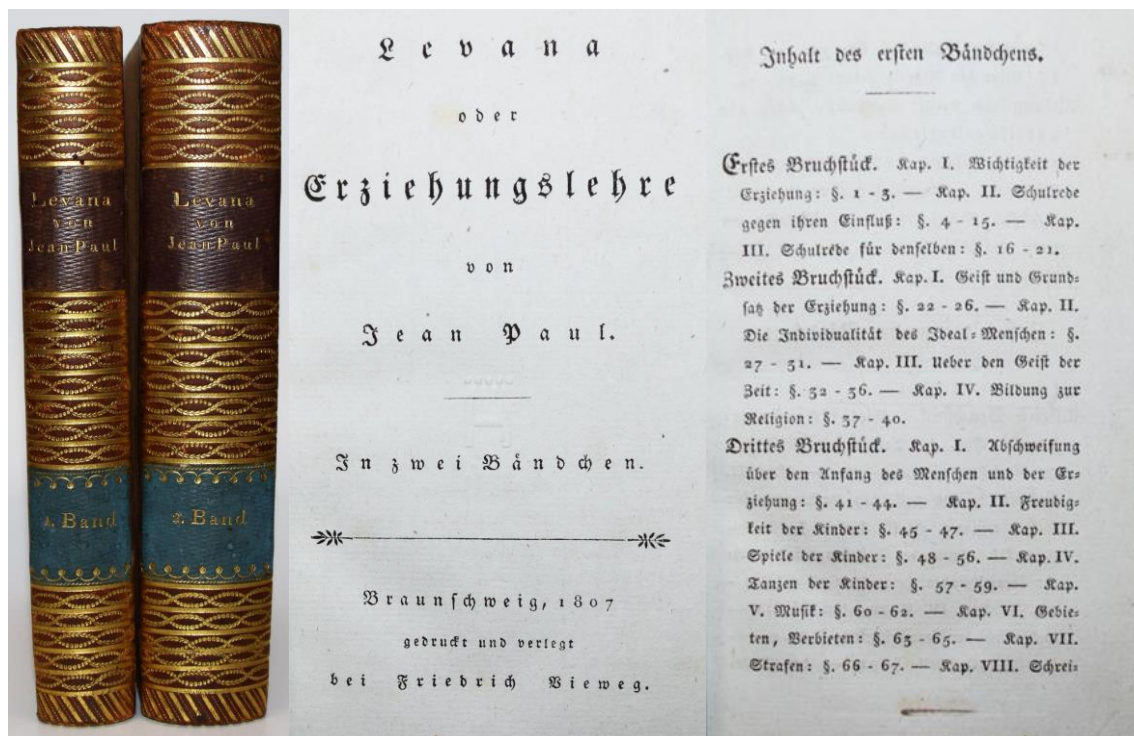 Levana
von
Jean Paul
1. Band
Levana
von
Jean Paul
2. Band
Levana
oder
Erziehungslehre
von
Jean Paul.
In zwei Bändchen.
Braunschweig, 1807
gedruckt und verlegt
bei Friedrich Vieweg.
Inhalt des ersten Bändchens.
Erstes Bruchstück. Kap. I. Wichtigkeit der
Erziehung: §. 1 - 3. — Kap. II. Schulrede
gegen ihren Einfluß: §. 4 - 15. — Kap.
III. Schulrede für denselben: §. 16 - 21.
Zweites Bruchstück. Kap. I. Geist und Grund-
satz der Erziehung: §. 22 - 26. — Kap. II.
Die Individualität des Ideal-Menschen: §.
27 - 31. — Kap. III. Ueber den Geist der
Zeit: §. 32 - 36. — Kap. IV. Bildung zur
Religion: §. 37 - 40.
Drittes Bruchstück. Kap. I. Abschweifung
über den Anfang des Menschen und der Er-
ziehung: §. 41 - 44. — Kap. II. Freudig-
keit der Kinder: §. 45 - 47. — Kap. III.
Spiele der Kinder: §. 48 - 56. — Kap. IV.
Tanzen der Kinder: §. 57 - 59. — Kap.
V. Musik: §. 60 - 62. — Kap. VI. Gebie-
ten, Verbieten: §. 63 - 65. — Kap. VII.
Strafen: §. 66 - 67. — Kap. VIII. Schrei-